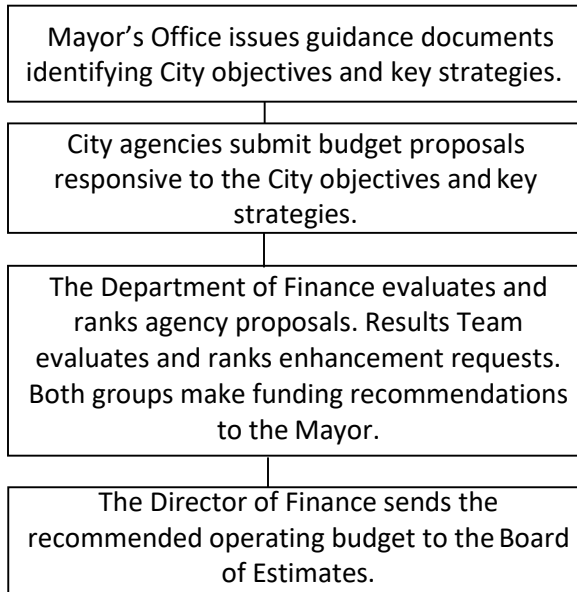 Mayor’s Office issues guidance documents
identifying City objectives and key strategies.
City agencies submit budget proposals
responsive to the City objectives and key
strategies.
The Department of Finance evaluates and
ranks agency proposals. Results Team
evaluates and ranks enhancement requests.
Both groups make funding recommendations
to the Mayor.
The Director of Finance sends the
recommended operating budget to the Board
of Estimates.